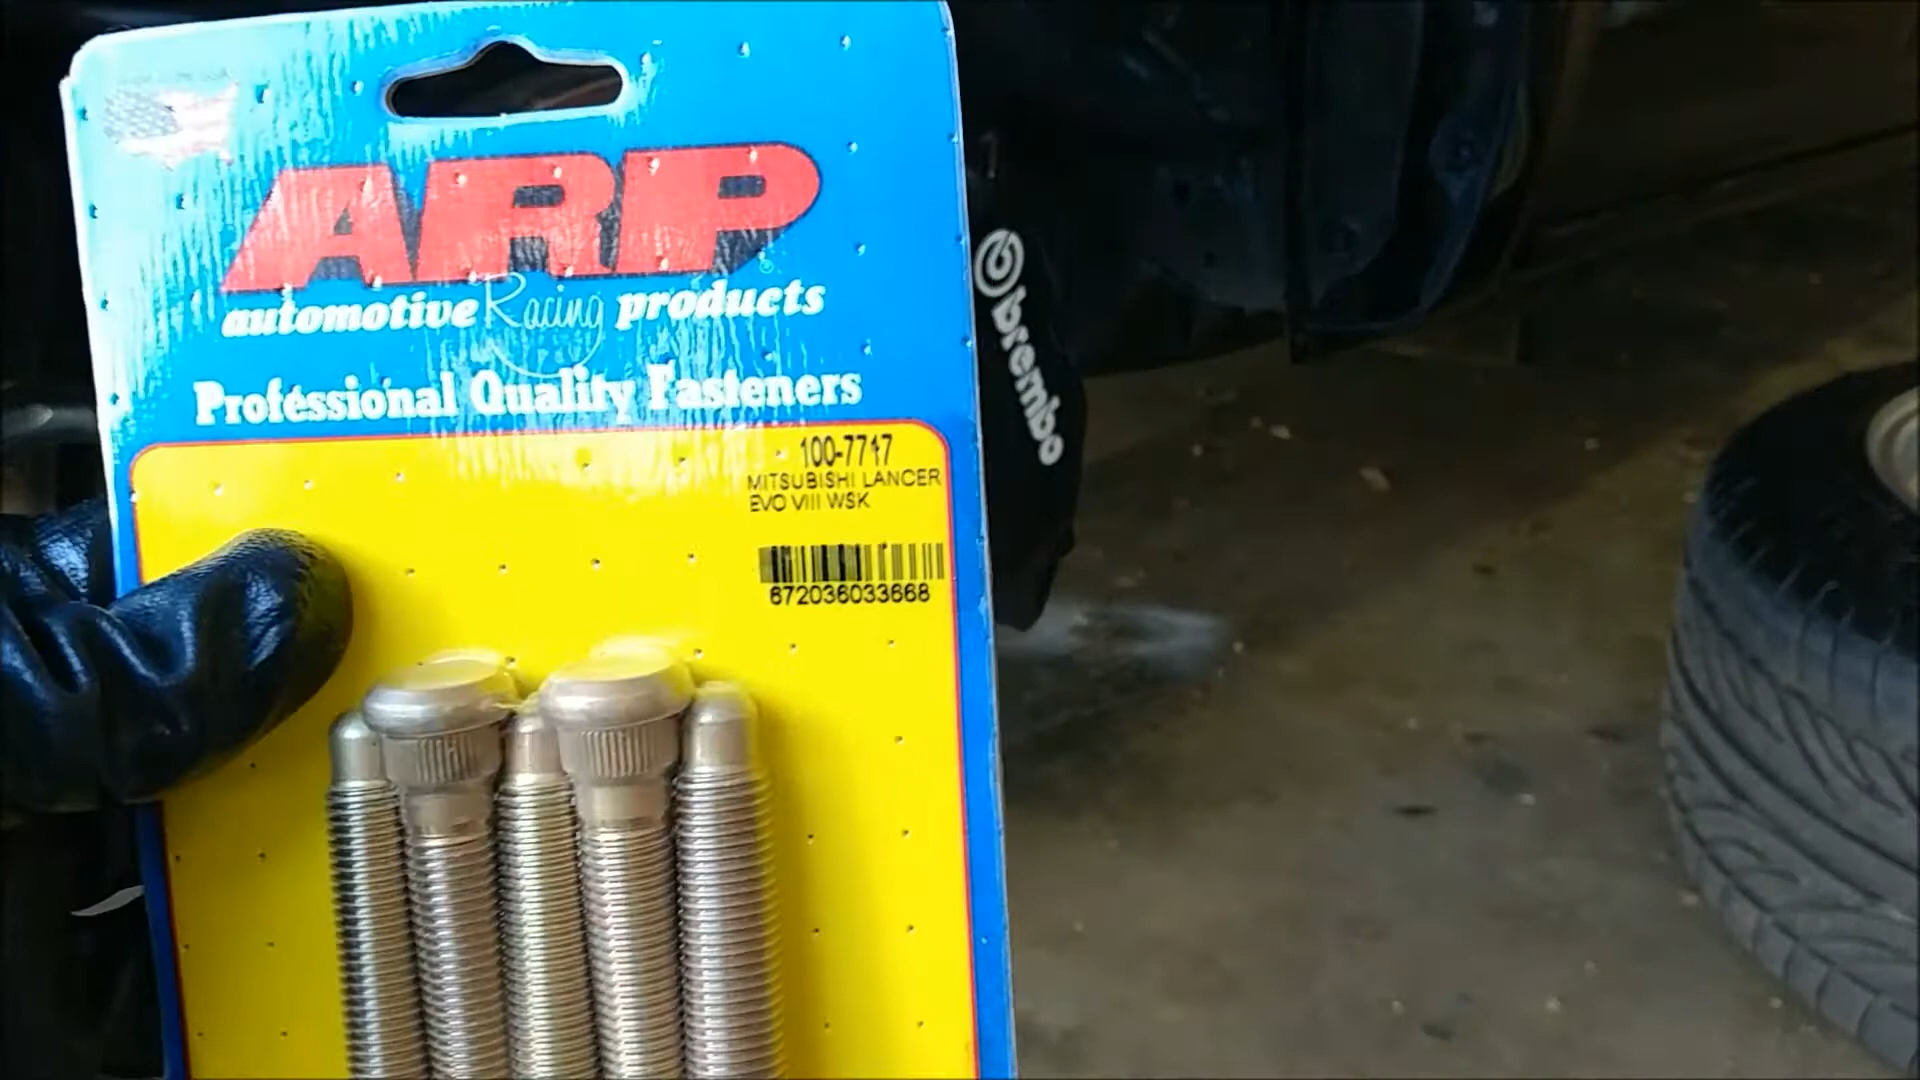 ARP
automotive Racing products
Professional Quality Fasteners
100-7717
MITSUBISHI LANCER
EVO VIII WSK
672036033668
brembo